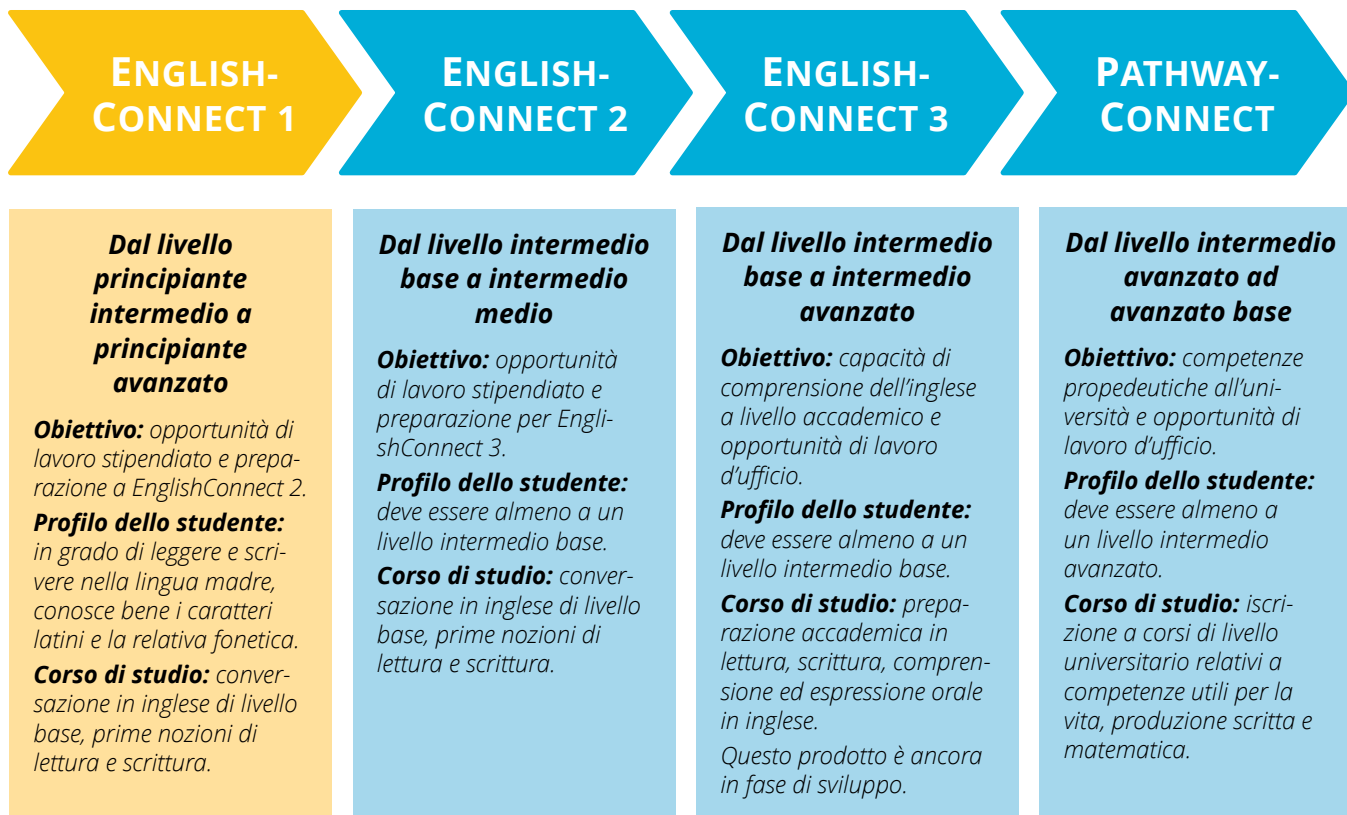 ENGLISH-
CONNECT 1
ENGLISH-
CONNECT 2
ENGLISH-
CONNECT 3
PATHWAY-
CONNECT
Dal livello
principiante
intermedio a
principiante
avanzato
Obiettivo: opportunità di
lavoro stipendiato e prepa-
razione a EnglishConnect 2.
Profilo dello studente:
in grado di leggere e scri-
vere nella lingua madre,
conosce bene i caratteri
latini e la relativa fonetica.
Corso di studio: conver-
sazione in inglese di livello
base, prime nozioni di
lettura e scrittura.
Dal livello intermedio
base a intermedio
medio
Obiettivo: opportunità
di lavoro stipendiato e
preparazione per Engli-
shConnect 3.
Profilo dello studente:
deve essere almeno a un
livello intermedio base.
Corso di studio: conver-
sazione in inglese di livello
base, prime nozioni di
lettura e scrittura.
Dal livello intermedio
base a intermedio
avanzato
Obiettivo: capacità di
comprensione dell’inglese
a livello accademico e
opportunità di lavoro
d’ufficio.
Profilo dello studente:
deve essere almeno a un
livello intermedio base.
Corso di studio: prepa-
razione accademica in
lettura, scrittura, compren-
sione ed espressione orale
in inglese.
Questo prodotto è ancora
in fase di sviluppo.
Dal livello intermedio
avanzato ad
avanzato base
Obiettivo: competenze
propedeutiche all’uni-
versità e opportunità di
lavoro d’ufficio.
Profilo dello studente:
deve essere almeno a
un livello intermedio
avanzato.
Corso di studio: iscri-
zione a corsi di livello
universitario relativi a
competenze utili per la
vita, produzione scritta e
matematica.